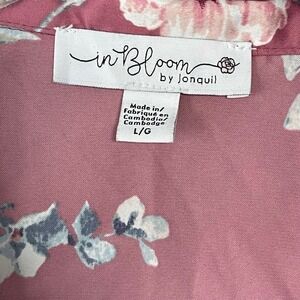 in Bloom
by Jonquil
Made in/
Fabriqué en
Cambodia/
Cambodge
L/G